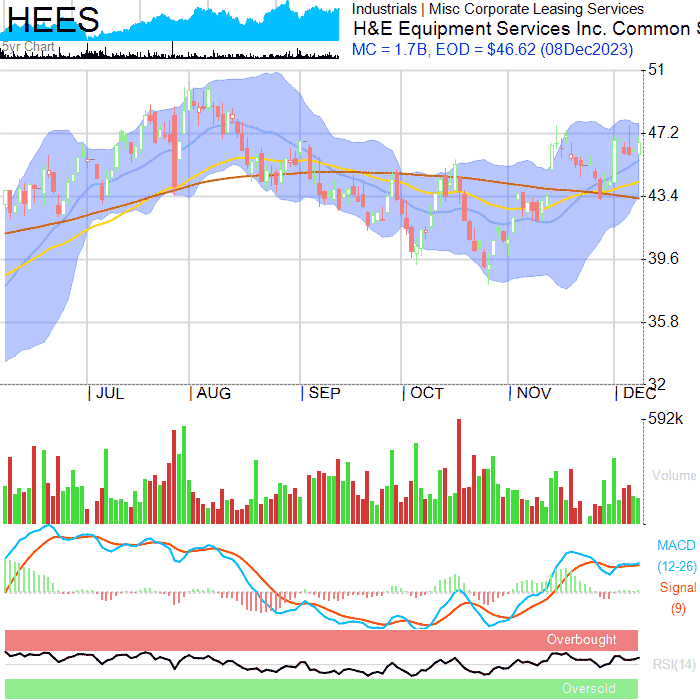 HEES
Industrials | Misc Corporate Leasing Services
H&E Equipment Services Inc. Common S
MC = 1.7B, EOD = $46.62 (08Dec2023)
5yr Chart
51
47.2
43.4
39.6
35.8
32
JUL
AUG
SEP
OCT
NOV
DEC
592k
Volume
MACD
(12-26)
Signal
(9)
Overbought
RSI(14)
Oversold